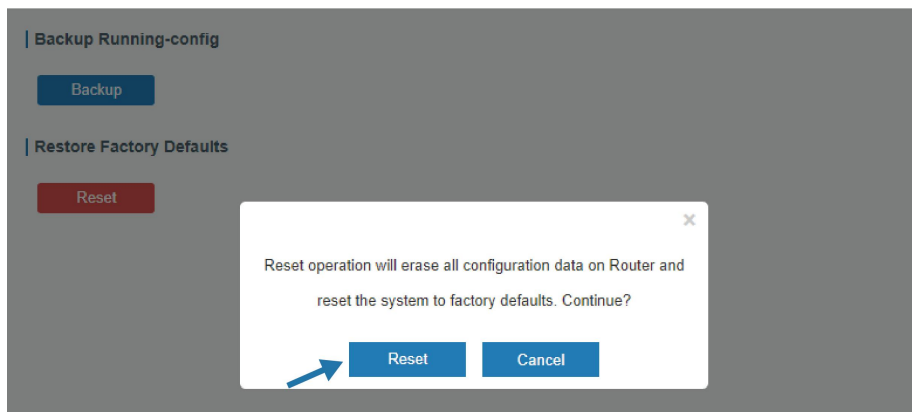 Backup Running-config
Backup
Restore Factory Defaults
Reset
×
Reset operation will erase all configuration data on Router and
reset the system to factory defaults. Continue?
Reset Cancel